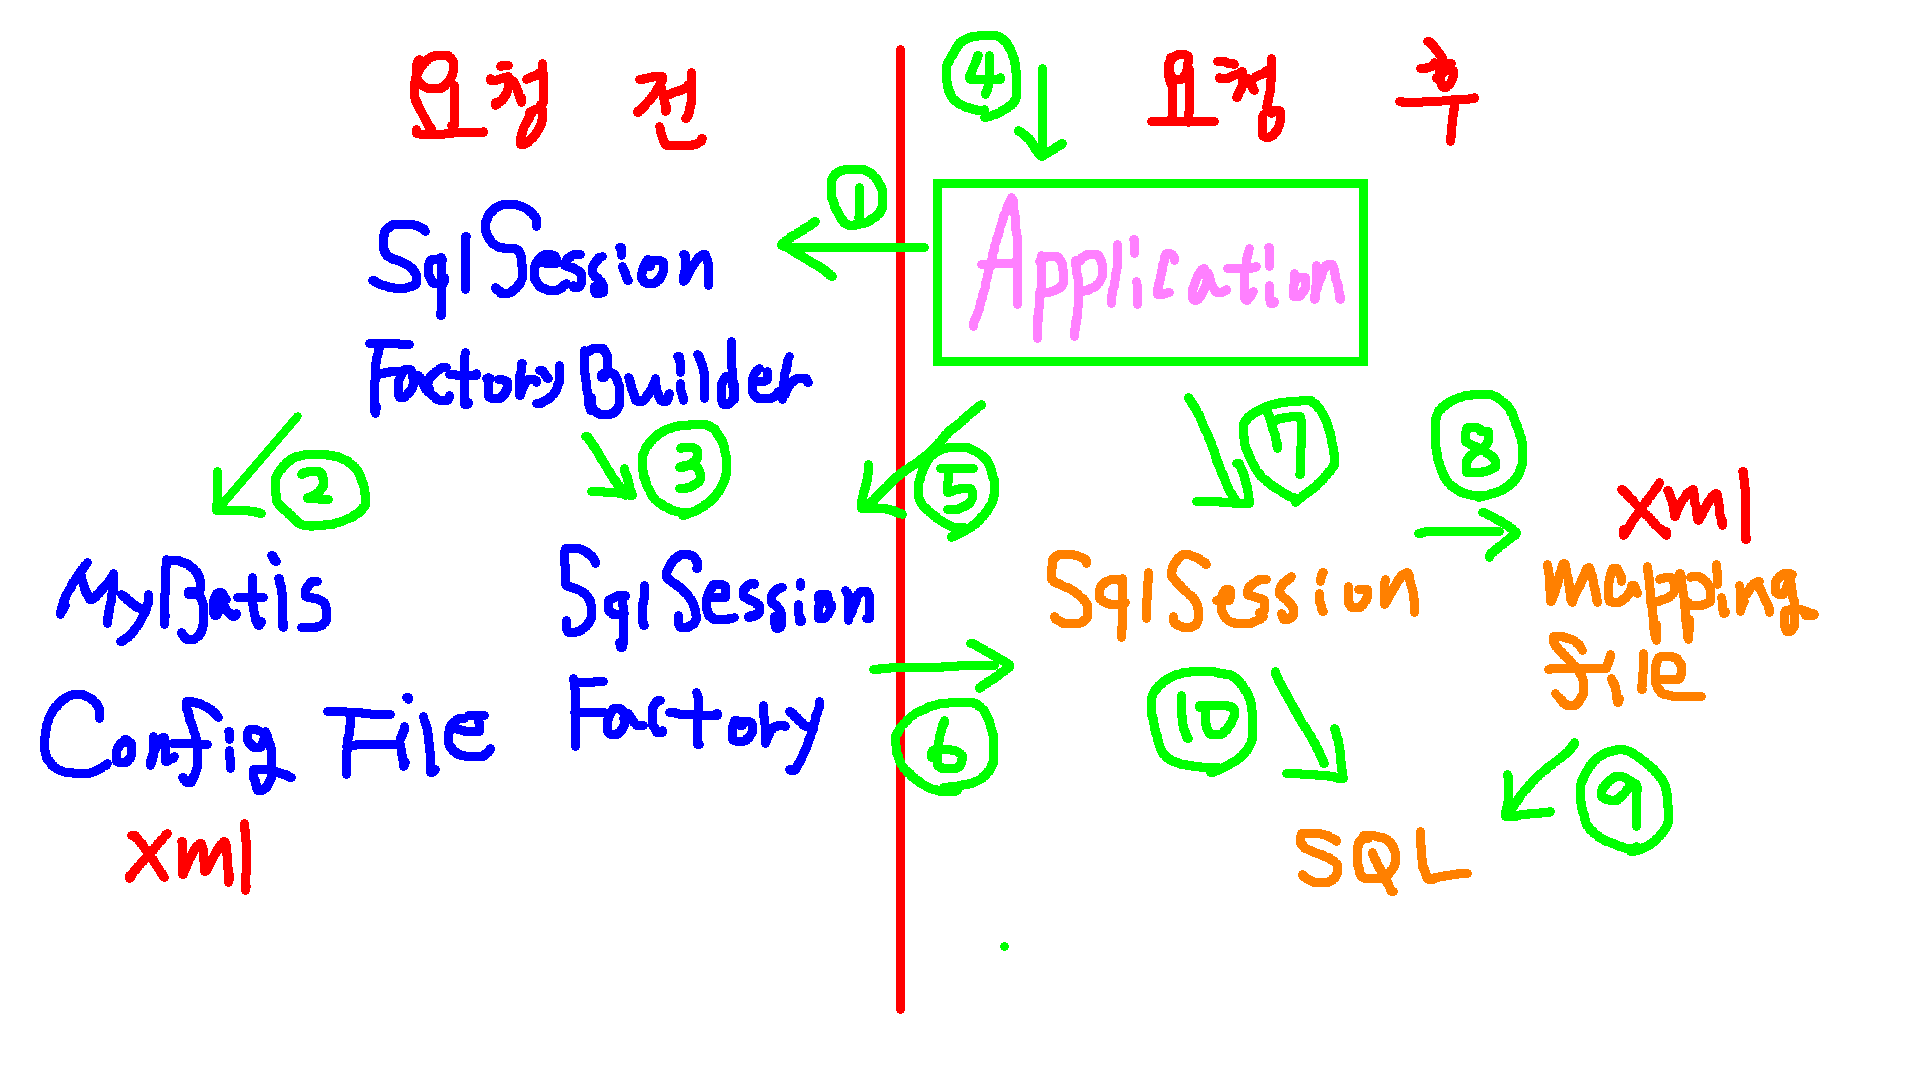 요청 전
④
요청 후
①
SqlSession
FactoryBuilder
Application
②
③
⑤
⑦
⑧
MyBatis
Config File
xml
SqlSession
Factory
⑥
SqlSession
xml
mapping
file
⑩
⑨
SQL